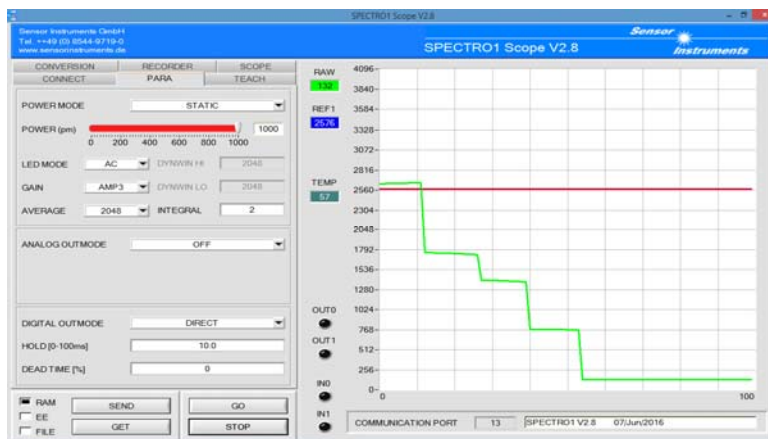 SPECTRO1 Scope V2.8
Sensor Instruments GmbH
Tel. ++49 (0) 8544-9719-0
www.sensorinstruments.de
SPECTRO1 Scope V2.8
Sensor
Instruments
CONVERSION RECORDER SCOPE
CONNECT PARA TEACH
POWER MODE STATIC
POWER (pm) 1000
0 200 400 600 800 1000
LED MODE AC DYNWIN HI 2048
GAIN AMP3 DYNWIN LO 2048
AVERAGE 2048 INTEGRAL 2
ANALOG OUTMODE OFF
DIGITAL OUTMODE DIRECT
HOLD [0-100ms] 10.0
DEAD TIME [%] 0
RAM
EE
FILE
SEND GO
GET STOP
RAW
132
REF1
2576
TEMP
57
OUT0
OUT1
IN0
IN1
4096-
3840-
3584-
3328-
3072-
2816-
2560-
2304-
2048-
1792-
1536-
1280-
1024-
768-
512-
256-
0-
0 100
COMMUNICATION PORT 13 SPECTRO1 V2.8 07/Jun/2016